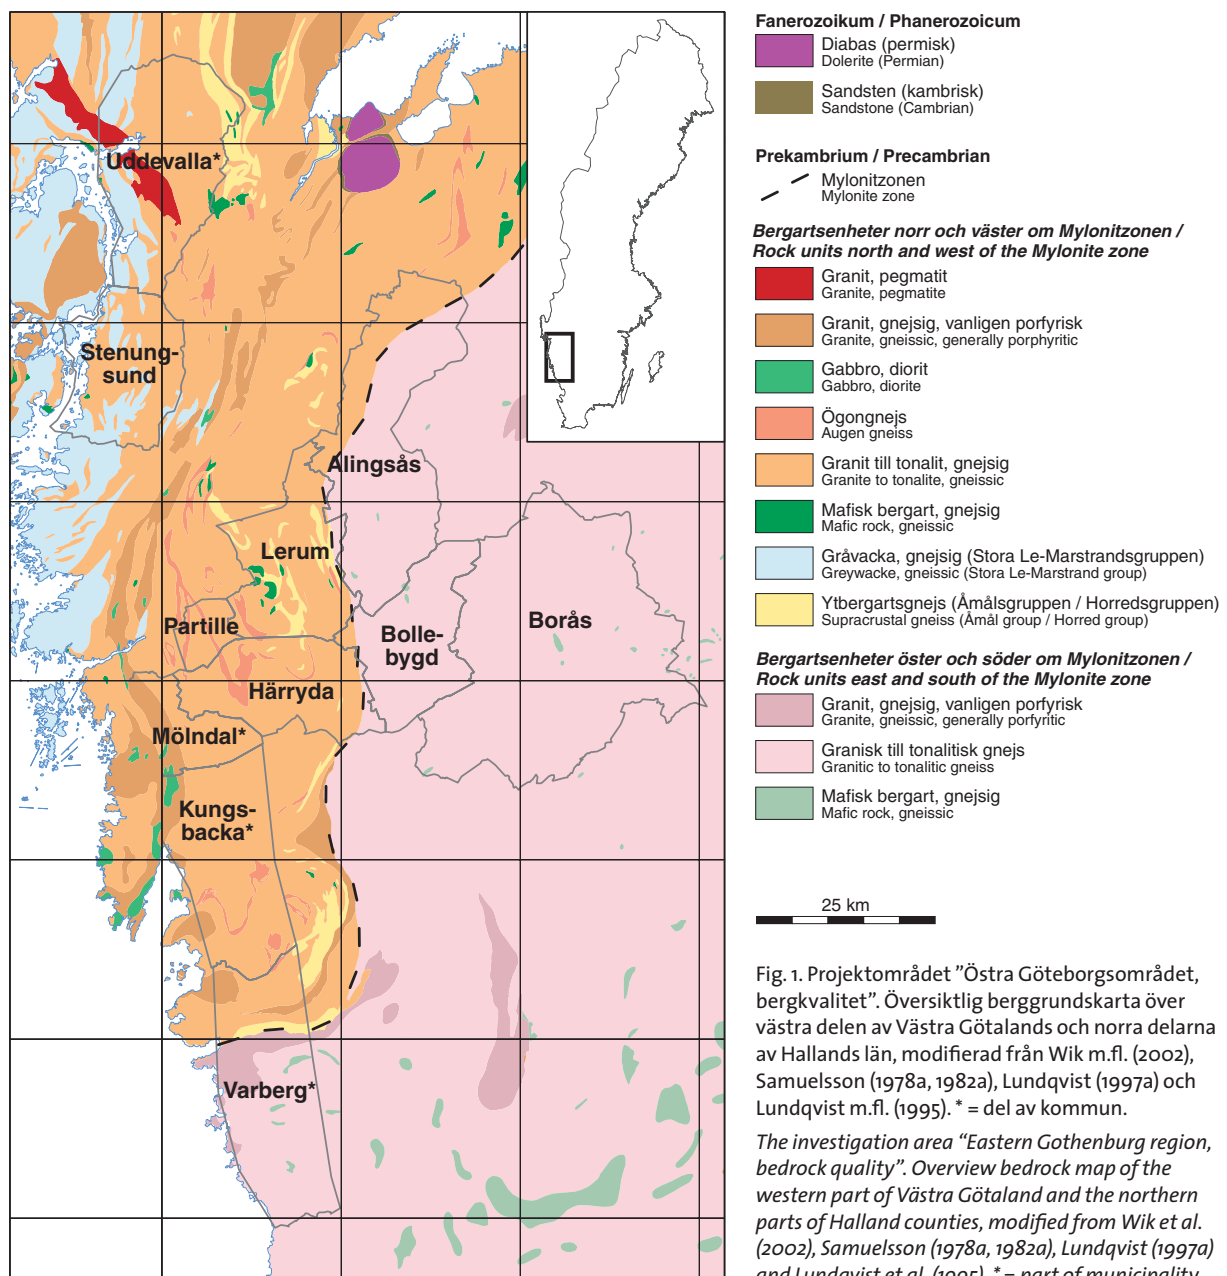 Uddevalla*
Stenung-
sund
Alingsås
Lerum
Partille
Bolle-
bygd
Borås
Härryda
Mölndal*
Kungs-
backa*
Varberg*
Fanerozoikum / Phanerozoicum
Diabas (permisk)
Dolerite (Permian)
Sandsten (kambrisk)
Sandstone (Cambrian)
Prekambrium / Precambrian
Mylonitzonen
Mylonite zone
Bergartsenheter norr och väster om Mylonitzonen /
Rock units north and west of the Mylonite zone
Granit, pegmatit
Granite, pegmatite
Granit, gnejsig, vanligen porfyrisk
Granite, gneissic, generally porphyritic
Gabbro, diorit
Gabbro, diorite
Ögongnejs
Augen gneiss
Granit till tonalit, gnejsig
Granite to tonalite, gneissic
Mafisk bergart, gnejsig
Mafic rock, gneissic
Gråvacka, gnejsig (Stora Le-Marstrandsgruppen)
Greywacke, gneissic (Stora Le-Marstrand group)
Ytbergartsgnejs (Åmålsgruppen / Horredsgruppen)
Supracrustal gneiss (Åmål group / Horred group)
Bergartsenheter öster och söder om Mylonitzonen /
Rock units east and south of the Mylonite zone
Granit, gnejsig, vanligen porfyrisk
Granite, gneissic, generally porfyritic
Granisk till tonalitisk gnejs
Granitic to tonalitic gneiss
Mafisk bergart, gnejsig
Mafic rock, gneissic
25 km
Fig. 1. Projektområdet ”Östra Göteborgsområdet,
bergkvalitet”. Översiktlig berggrundskarta över
västra delen av Västra Götalands och norra delarna
av Hallands län, modifierad från Wik m.fl. (2002),
Samuelsson (1978a, 1982a), Lundqvist (1997a) och
Lundqvist m.fl. (1995). * = del av kommun.
The investigation area “Eastern Gothenburg region,
bedrock quality”. Overview bedrock map of the
western part of Västra Götaland and the northern
parts of Halland counties, modified from Wik et al.
(2002), Samuelsson (1978a, 1982a), Lundqvist (1997a)
and Lundqvist et al. (1995). * = part of municipality.